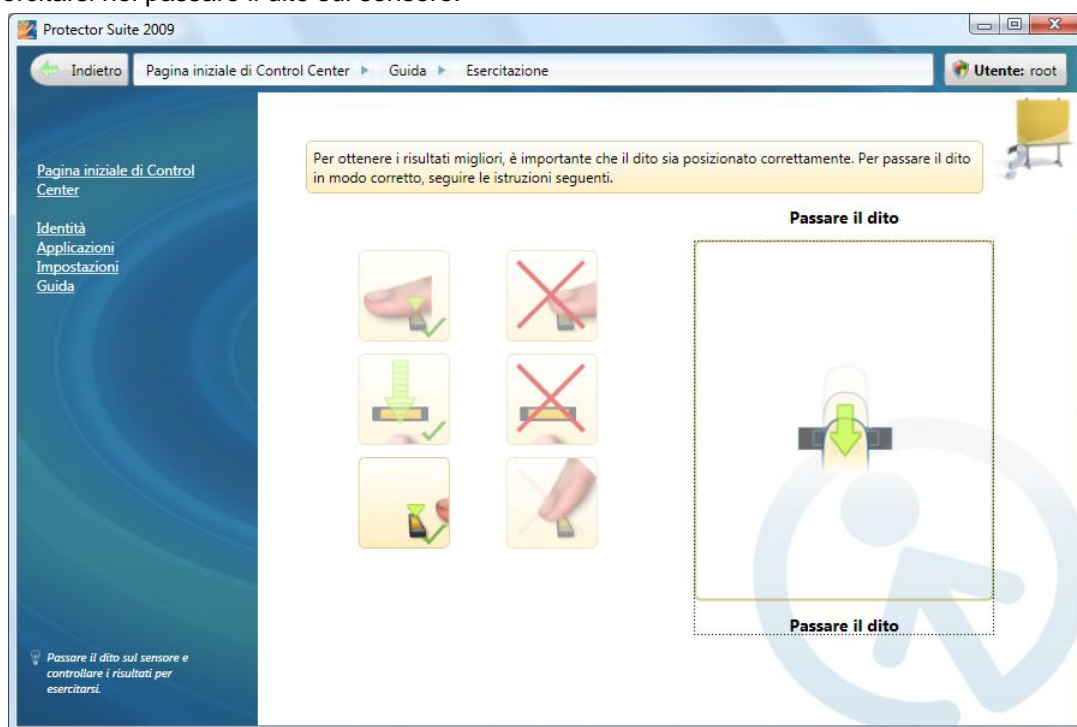 esercitarsi nel passare il dito sul sensore.
Protector Suite 2009
Indietro
Pagina iniziale di Control Center
Guida
Esercitazione
Utente: root
Pagina iniziale di Control
Center
Identità
Applicazioni
Impostazioni
Guida
Per ottenere i risultati migliori, è importante che il dito sia posizionato correttamente. Per passare il dito
in modo corretto, seguire le istruzioni seguenti.
Passare il dito
Passare il dito
Passare il dito sul sensore e
controllare i risultati per
esercitarsi.